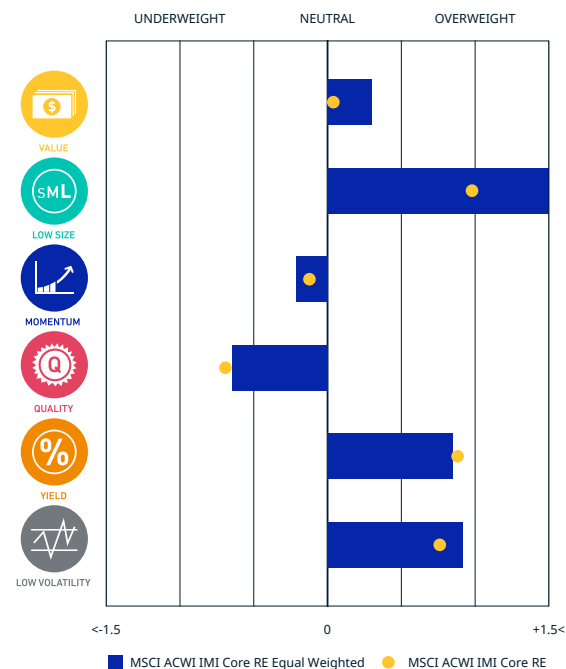 UNDERWEIGHT NEUTRAL OVERWEIGHT
$
VALUE
SML
LOW SIZE
MOMENTUM
Q
QUALITY
%
YIELD
LOW VOLATILITY
<-1.5 0 +1.5<
MSCI ACWI IMI Core RE Equal Weighted MSCI ACWI IMI Core RE